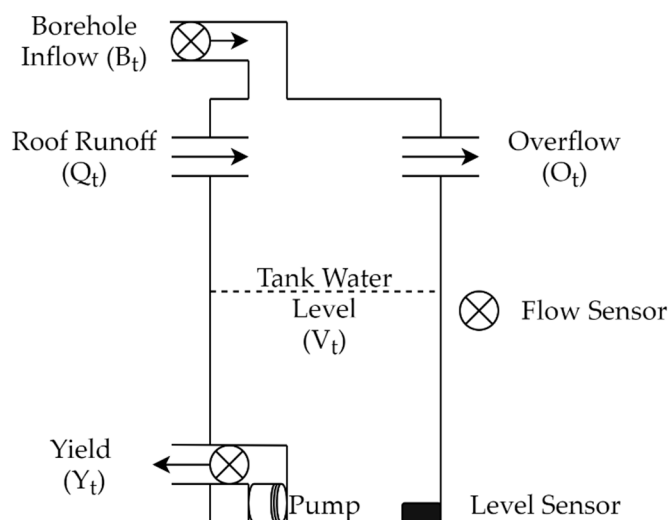 Borehole
Inflow (Bt)
Roof Runoff
(Qt)
Overflow
(Ot)
Tank Water
Level
(Vt)
Flow Sensor
Yield
(Yt)
Pump
Level Sensor